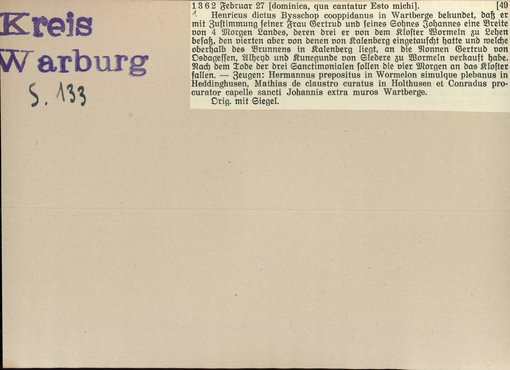 Kreis
Warburg
S. 133
1362 Februar 27 [dominica, qua cantatur Esto michi]. [49
Henricus dictus Bysschop cooppidanus in Wartberge bekundet, daß er
mit Zustimmung seiner Frau Gertrud und seines Sohnes Johannes eine Breite
von 4 Morgen Landes, deren drei er von dem Kloster Wormeln zu Lehen
besaß, den vierten aber von denen von Kalenberg eingetauscht hatte und welche
oberhalb des Brunnens in Kalenberg liegt, an die Nonnen Gertrud von
Osdagessen, Alheyd und Kunegunde von Sledere zu Wormeln verkauft habe.
Nach dem Tode der drei Sanctimonialen sollen die vier Morgen an das Kloster
fallen. — Zeugen: Hermannus prepositus in Wormelon simulque plebanus in
Heddinghusen, Mathias de claustro curatus in Holthusen et Conradus pro-
curator capelle sancti Johannis extra muros Wartberge.
Orig. mit Siegel.